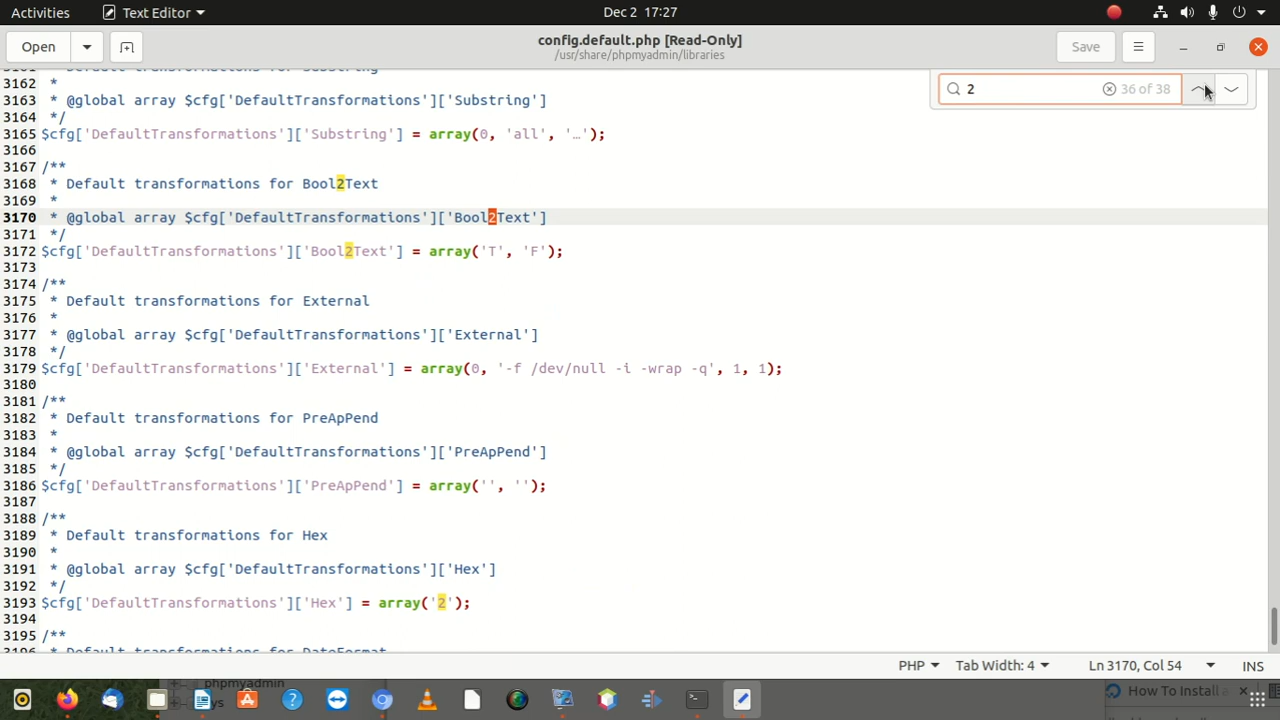 Activities Text Editor Dec 2 17:27
Open config.default.php [Read-Only] Save
/usr/share/phpmyadmin/libraries
2 36 of 38
3162 *
3163 * @global array $cfg['DefaultTransformations']['Substring']
3164 */
3165 $cfg['DefaultTransformations']['Substring'] = array(0, 'all', '…');
3166
3167 /**
3168 * Default transformations for Bool2Text
3169 *
3170 * @global array $cfg['DefaultTransformations']['Bool2Text']
3171 */
3172 $cfg['DefaultTransformations']['Bool2Text'] = array('T', 'F');
3173
3174 /**
3175 * Default transformations for External
3176 *
3177 * @global array $cfg['DefaultTransformations']['External']
3178 */
3179 $cfg['DefaultTransformations']['External'] = array(0, '-f /dev/null -i -wrap -q', 1, 1);
3180
3181 /**
3182 * Default transformations for PreApPend
3183 *
3184 * @global array $cfg['DefaultTransformations']['PreApPend']
3185 */
3186 $cfg['DefaultTransformations']['PreApPend'] = array('', '');
3187
3188 /**
3189 * Default transformations for Hex
3190 *
3191 * @global array $cfg['DefaultTransformations']['Hex']
3192 */
3193 $cfg['DefaultTransformations']['Hex'] = array('2');
3194
3195 /**
3196 * Default transformations for DateFormat
PHP Tab Width: 4 Ln 3170, Col 54 INS
phpmyadmin
ys
How To Install a